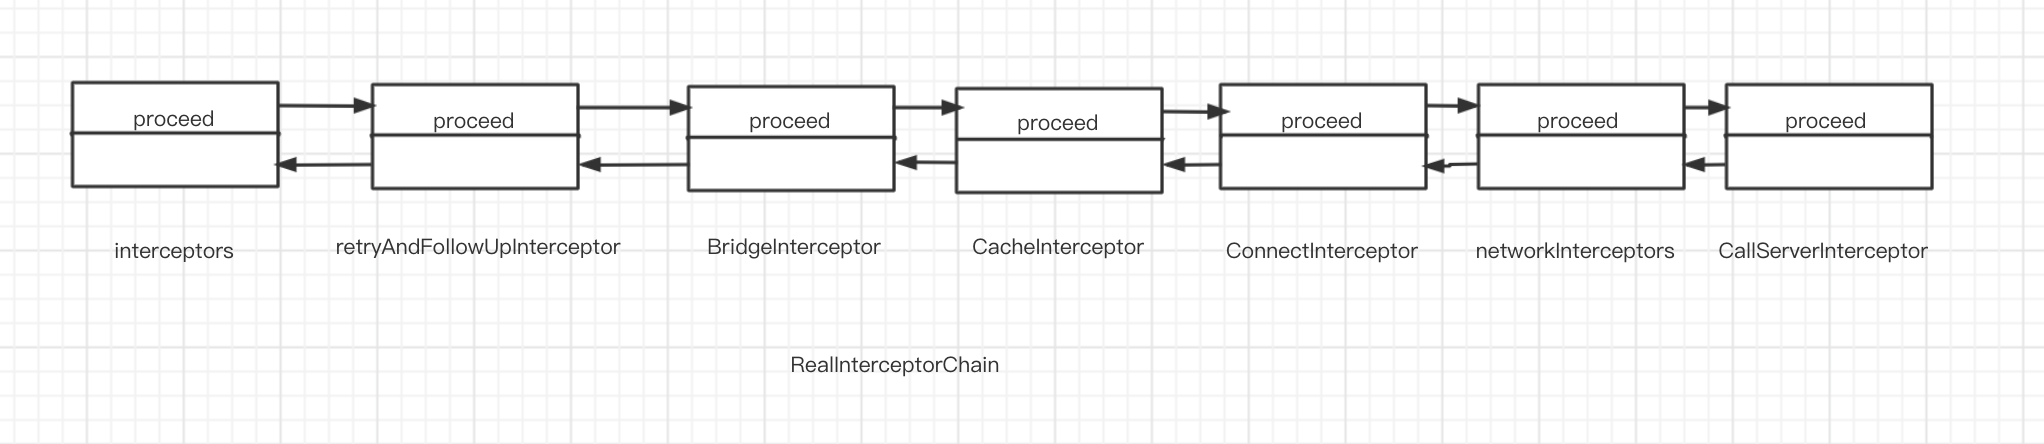 proceed
proceed
proceed
proceed
proceed
proceed
proceed
interceptors
retryAndFollowUpInterceptor
BridgeInterceptor
CacheInterceptor
ConnectInterceptor
networkInterceptors
CallServerInterceptor
RealInterceptorChain